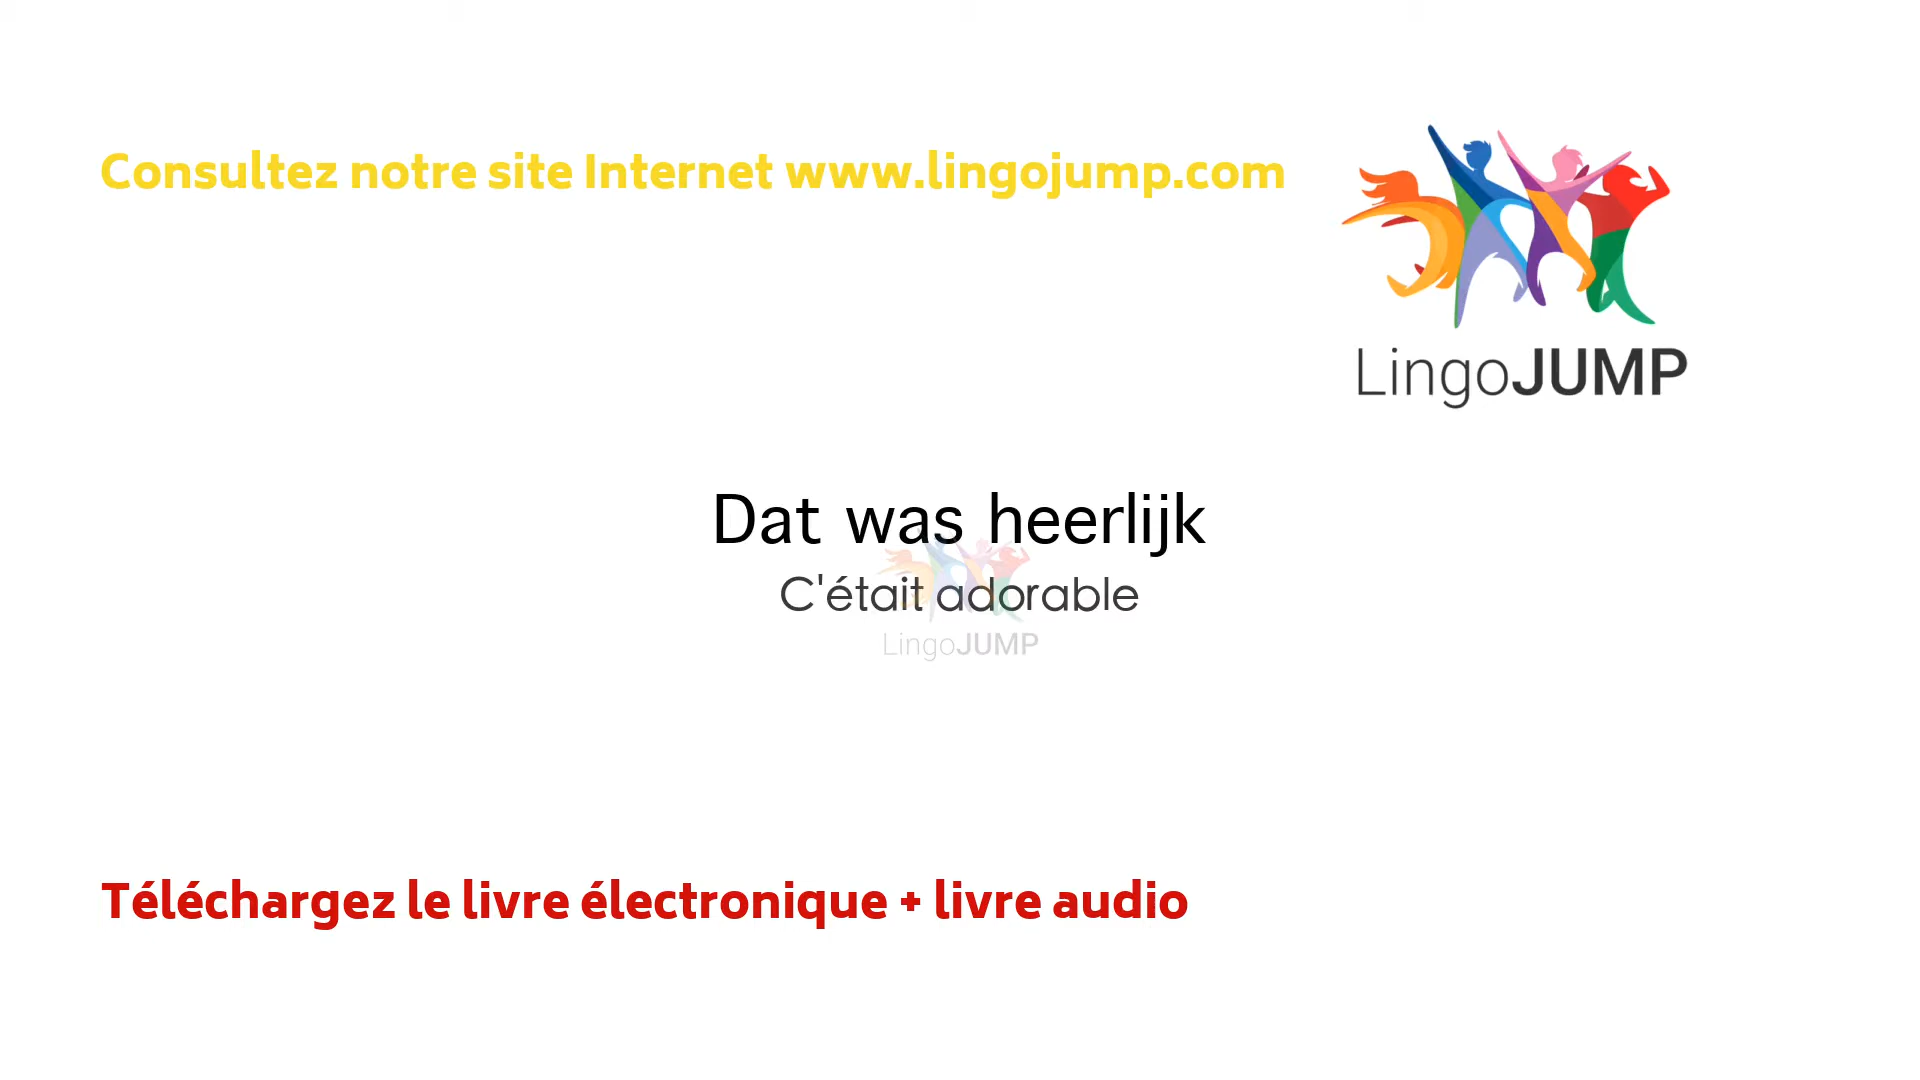 Consultez notre site Internet www.lingojump.com
LingoJUMP
Dat was heerlijk
C'était adorable
LingoJUMP
Téléchargez le livre électronique + livre audio